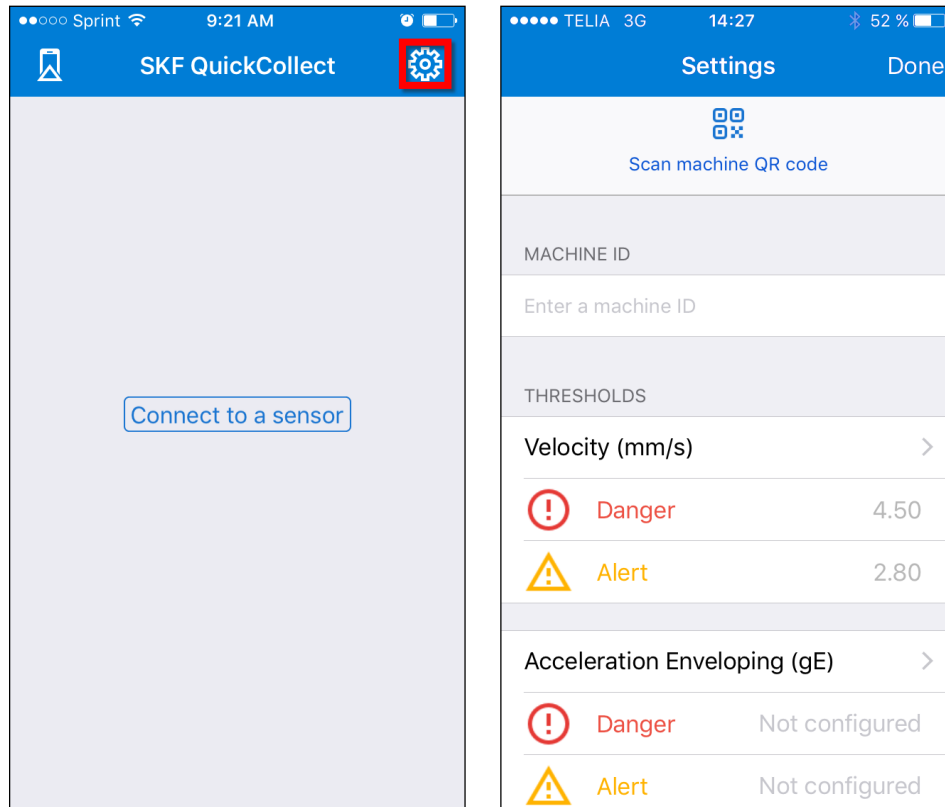 Sprint 9:21 AM
SKF QuickCollect
Connect to a sensor
TELIA 3G 14:27 52 %
Settings Done
Scan machine QR code
MACHINE ID
Enter a machine ID
THRESHOLDS
Velocity (mm/s)
Danger 4.50
Alert 2.80
Acceleration Enveloping (gE)
Danger Not configured
Alert Not configured